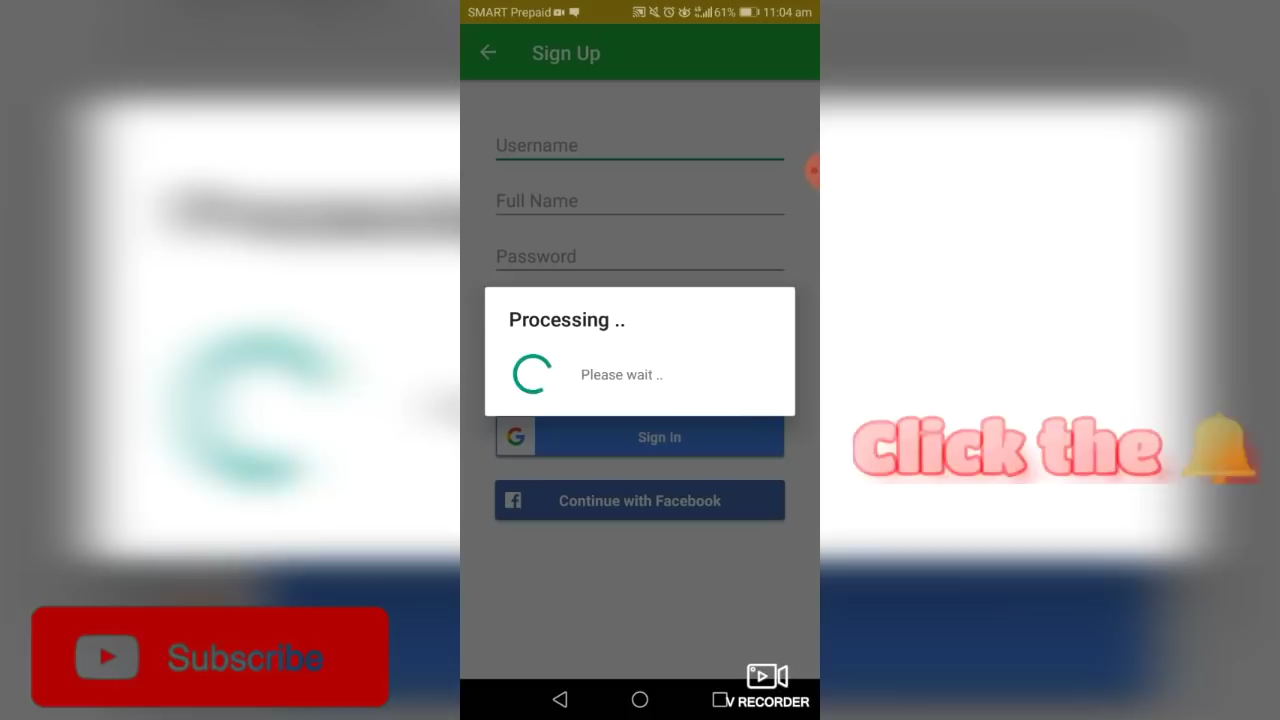 SMART Prepaid
61% 11:04 am
Sign Up
Username
Full Name
Password
Processing ..
Please wait ..
Sign In
Continue with Facebook
Click the
Subscribe
V RECORDER